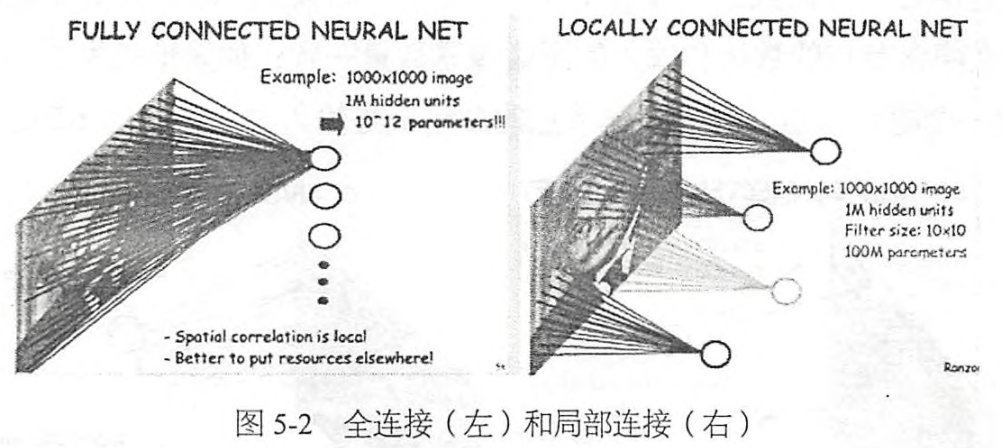 FULLY CONNECTED NEURAL NET
Example: 1000x1000 image
1M hidden units
10^12 parameters!!!
- Spatial correlation is local
- Better to put resources elsewhere!
LOCALLY CONNECTED NEURAL NET
Example: 1000x1000 image
1M hidden units
Filter size: 10x10
100M parameters
图 5-2 全连接（左）和局部连接（右）